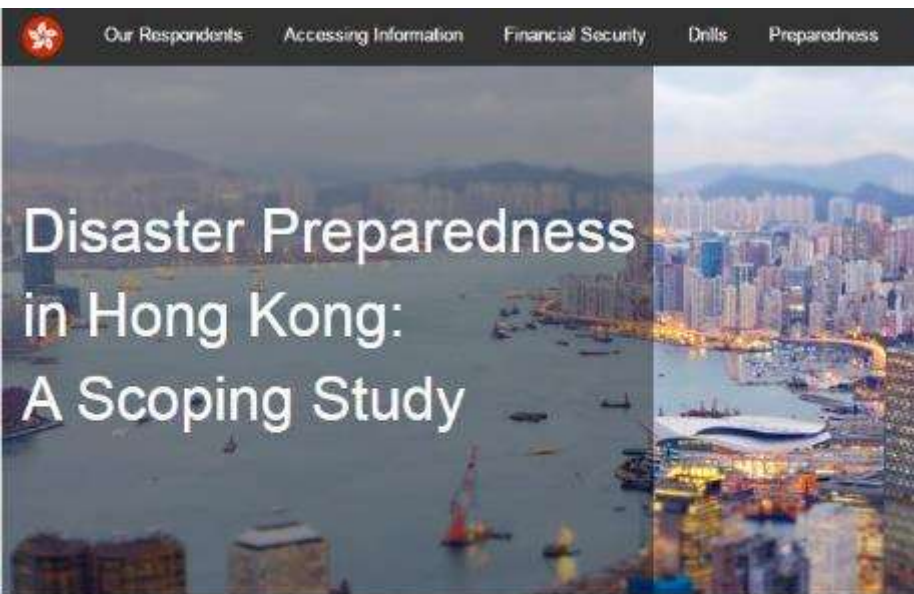 Our Respondents Accessing Information Financial Security Drills Preparedness
Disaster Preparedness
in Hong Kong:
A Scoping Study